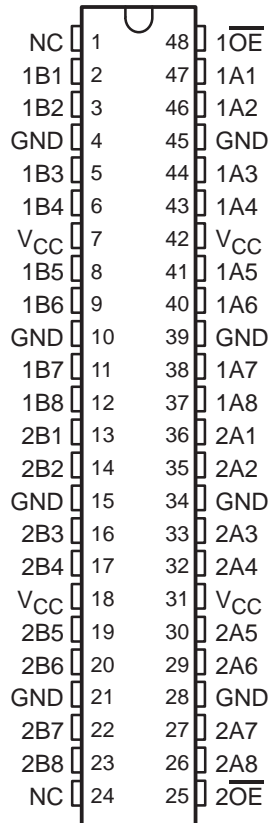 NC 1 48 1O̅E̅
1B1 2 47 1A1
1B2 3 46 1A2
GND 4 45 GND
1B3 5 44 1A3
1B4 6 43 1A4
VCC 7 42 VCC
1B5 8 41 1A5
1B6 9 40 1A6
GND 10 39 GND
1B7 11 38 1A7
1B8 12 37 1A8
2B1 13 36 2A1
2B2 14 35 2A2
GND 15 34 GND
2B3 16 33 2A3
2B4 17 32 2A4
VCC 18 31 VCC
2B5 19 30 2A5
2B6 20 29 2A6
GND 21 28 GND
2B7 22 27 2A7
2B8 23 26 2A8
NC 24 25 2O̅E̅